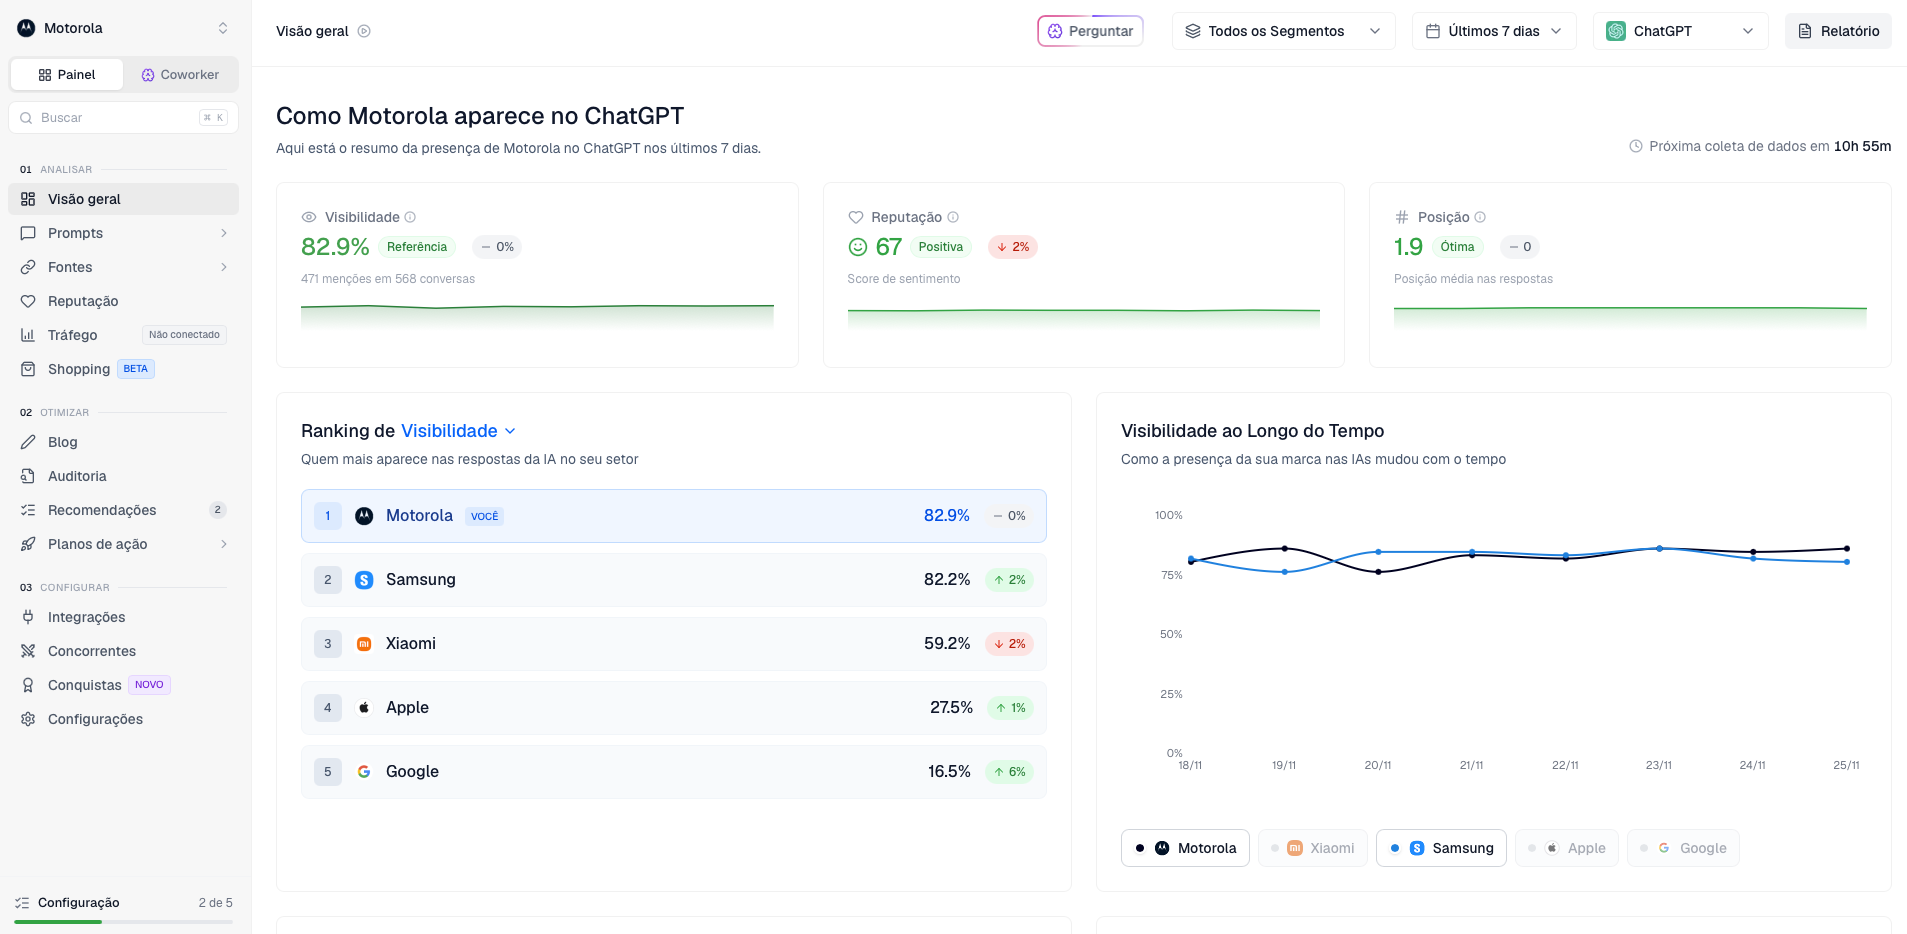 Motorola
Painel
Coworker
Buscar
⌘ K
01 ANALISAR
Visão geral
Prompts
Fontes
Reputação
Tráfego
Não conectado
Shopping
BETA
02 OTIMIZAR
Blog
Auditoria
Recomendações
2
Planos de ação
03 CONFIGURAR
Integrações
Concorrentes
Conquistas
NOVO
Configurações
Configuração
2 de 5
Visão geral
Perguntar
Todos os Segmentos
Últimos 7 dias
ChatGPT
Relatório
Como Motorola aparece no ChatGPT
Aqui está o resumo da presença de Motorola no ChatGPT nos últimos 7 dias.
Próxima coleta de dados em 10h 55m
Visibilidade
82.9% Referência – 0%
471 menções em 568 conversas
Reputação
67 Positiva ↓ 2%
Score de sentimento
Posição
1.9 Ótima – 0
Posição média nas respostas
Ranking de Visibilidade
Quem mais aparece nas respostas da IA no seu setor
1 Motorola VOCÊ 82.9% – 0%
2 Samsung 82.2% ↑ 2%
3 Xiaomi 59.2% ↓ 2%
4 Apple 27.5% ↑ 1%
5 Google 16.5% ↑ 6%
Visibilidade ao Longo do Tempo
Como a presença da sua marca nas IAs mudou com o tempo
100%
75%
50%
25%
0%
18/11 19/11 20/11 21/11 22/11 23/11 24/11 25/11
Motorola Xiaomi Samsung Apple Google